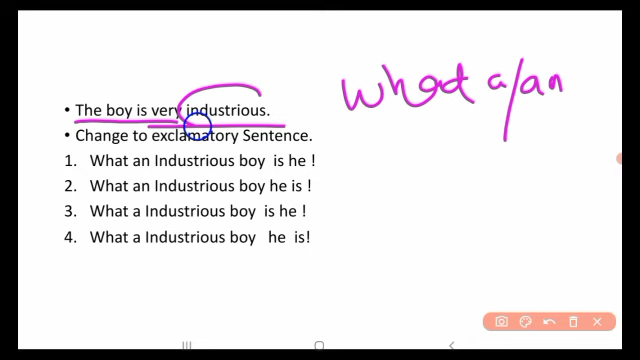 What a/an
• The boy is very industrious.
• Change to exclamatory Sentence.
1. What an Industrious boy is he !
2. What an Industrious boy he is !
3. What a Industrious boy is he !
4. What a Industrious boy he is!